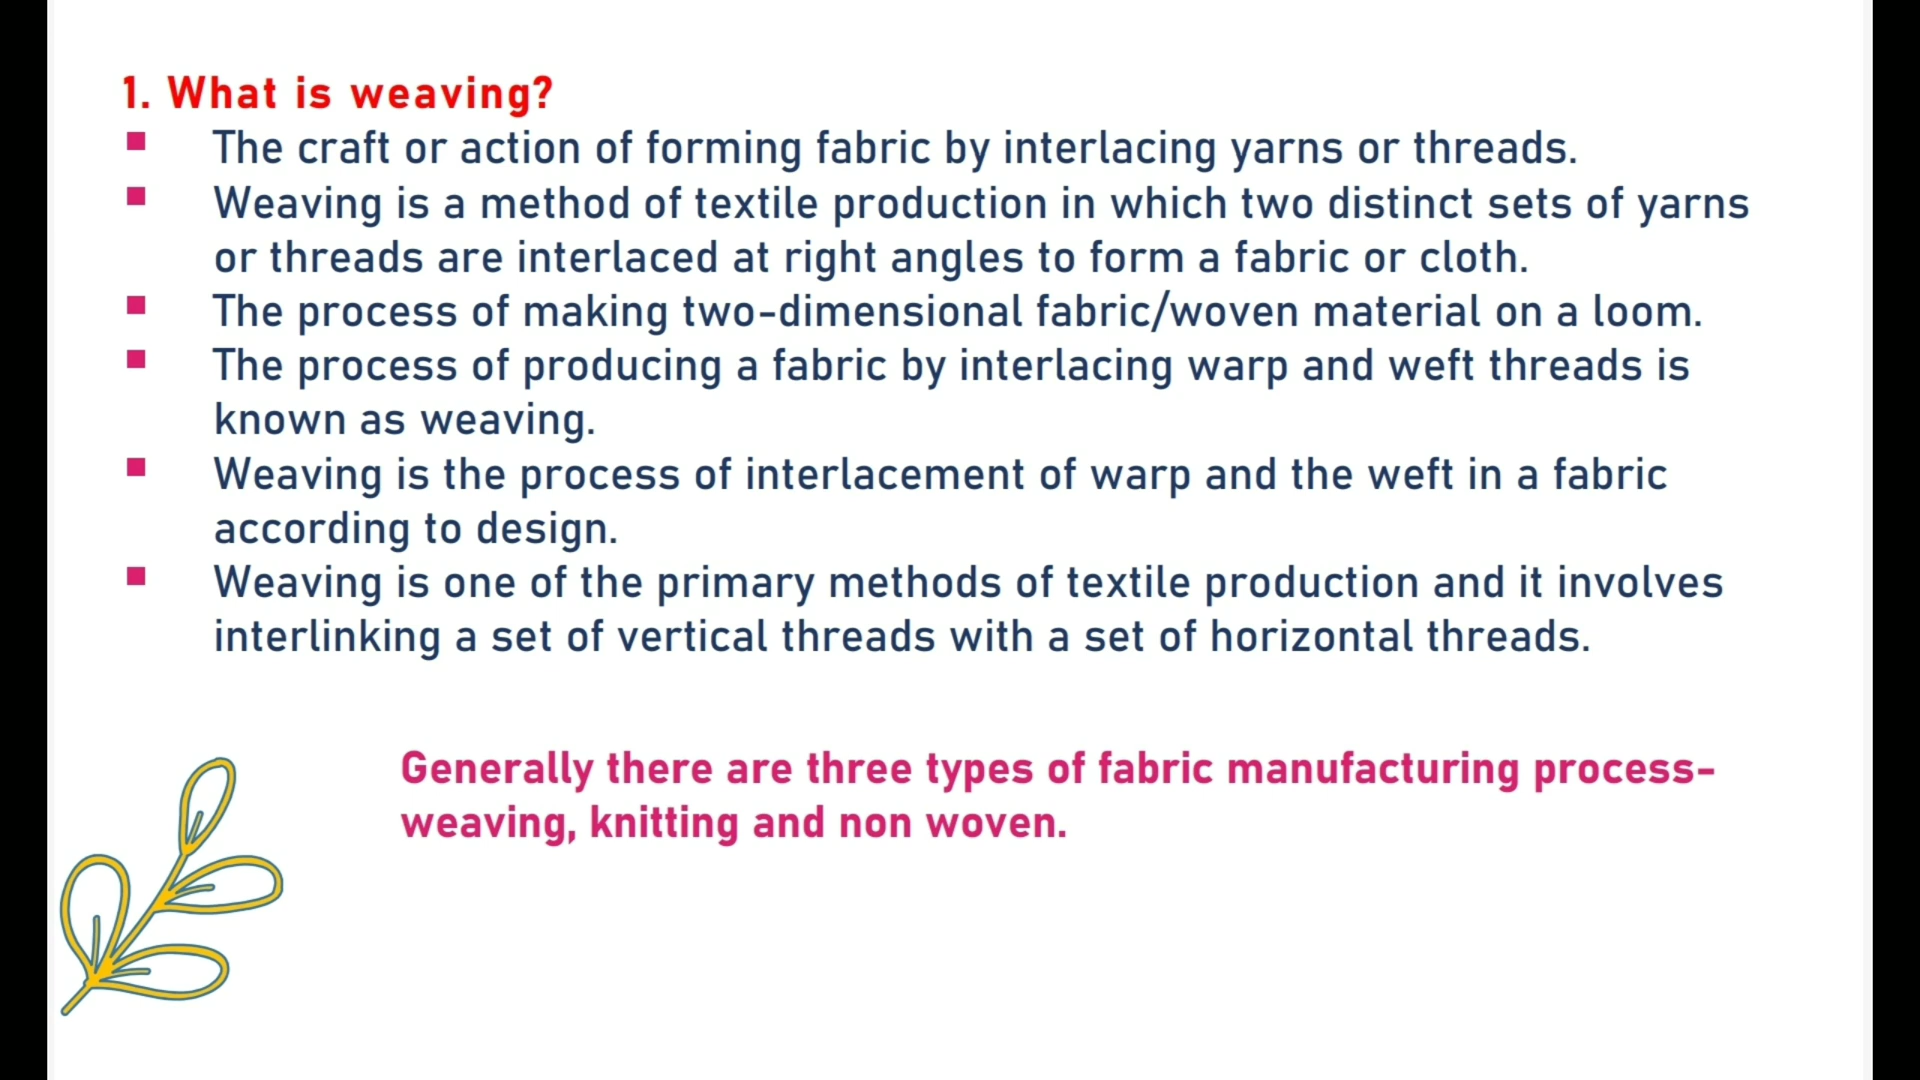 1. What is weaving?
▪ The craft or action of forming fabric by interlacing yarns or threads.
▪ Weaving is a method of textile production in which two distinct sets of yarns
or threads are interlaced at right angles to form a fabric or cloth.
▪ The process of making two-dimensional fabric/woven material on a loom.
▪ The process of producing a fabric by interlacing warp and weft threads is
known as weaving.
▪ Weaving is the process of interlacement of warp and the weft in a fabric
according to design.
▪ Weaving is one of the primary methods of textile production and it involves
interlinking a set of vertical threads with a set of horizontal threads.
Generally there are three types of fabric manufacturing process-
weaving, knitting and non woven.